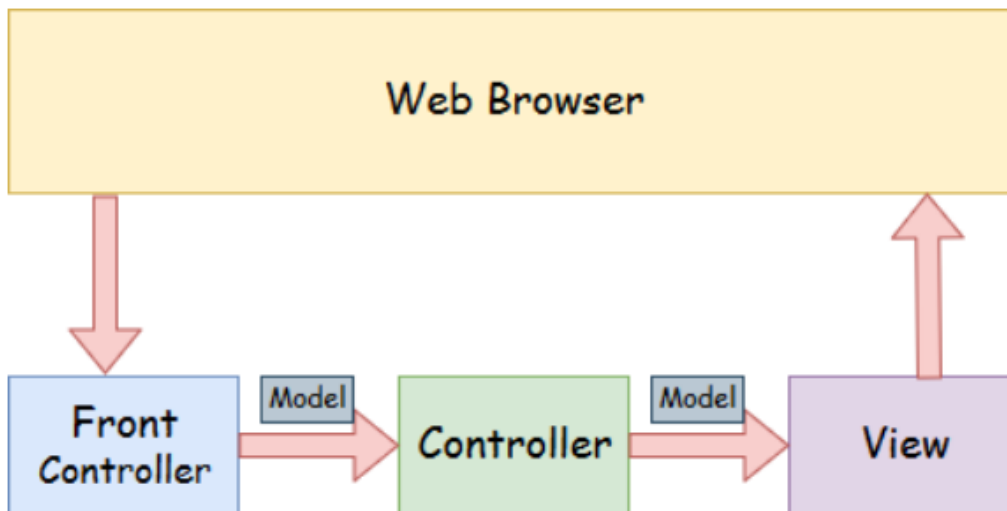 Web Browser
Model
Model
Front
Controller
Controller
View